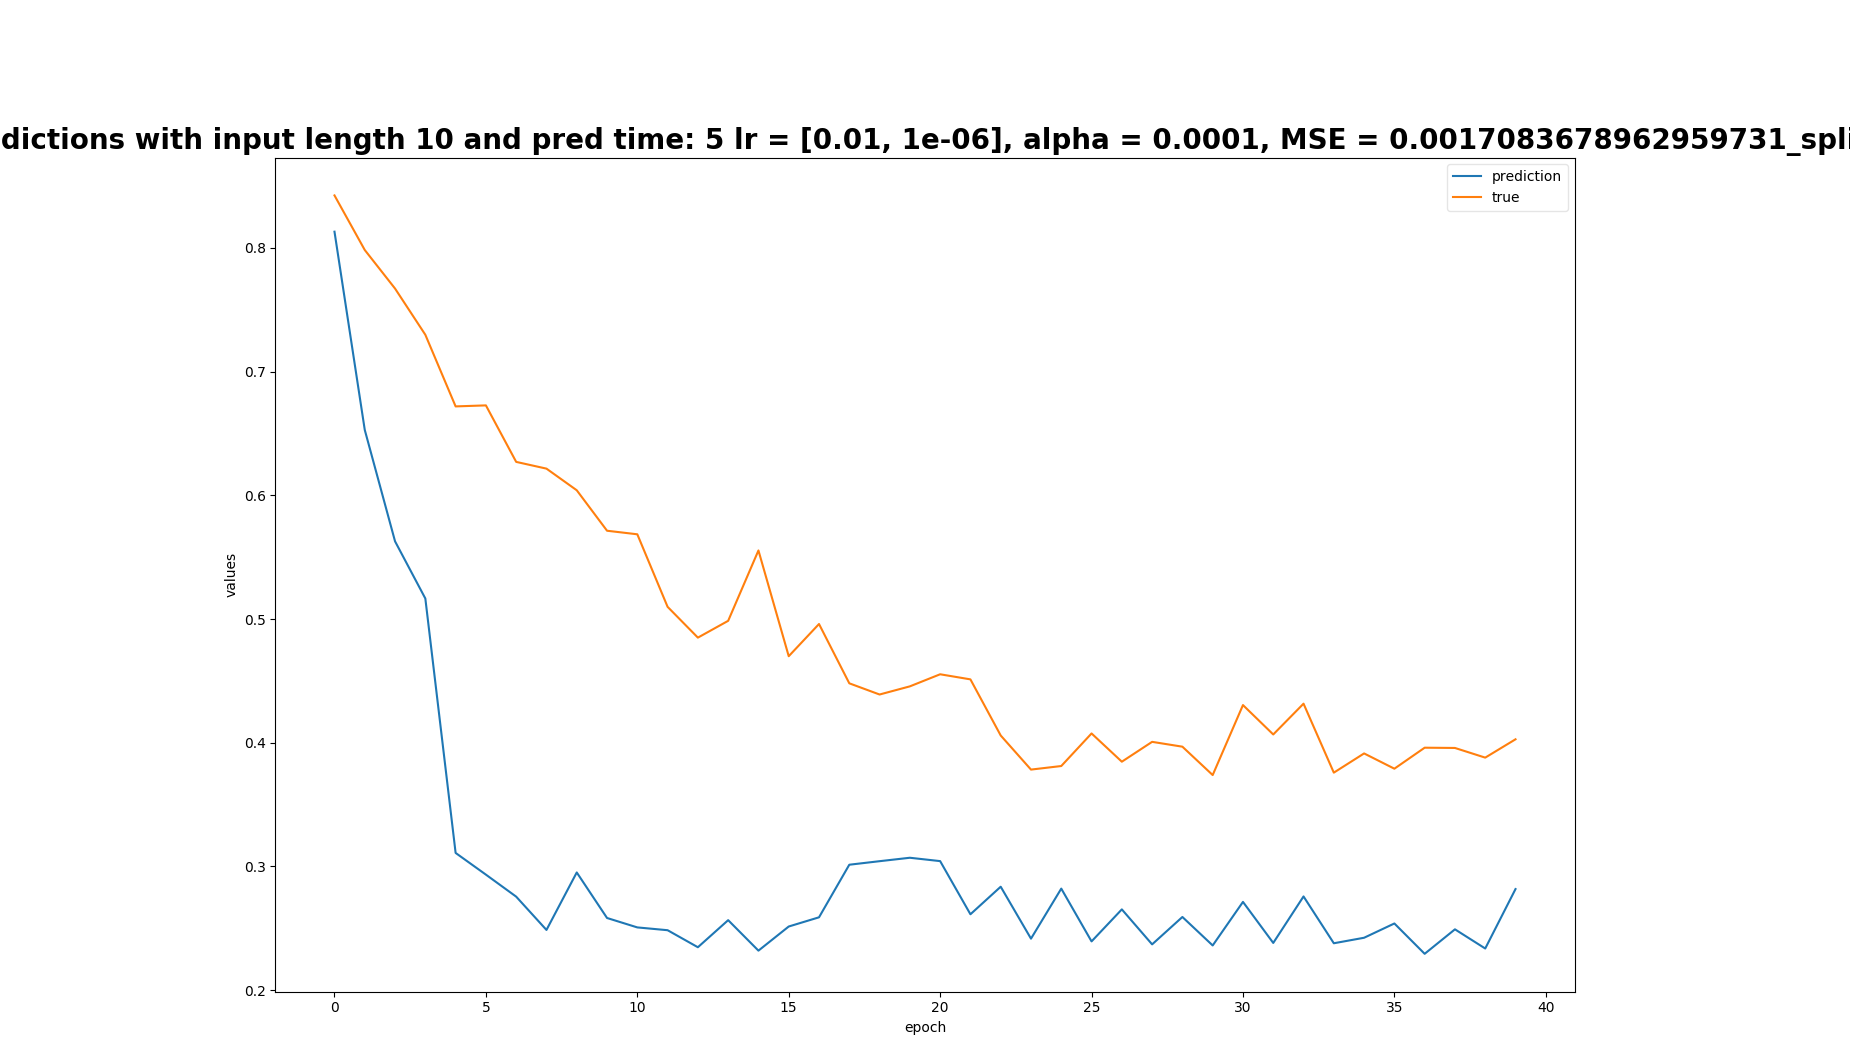 dictions with input length 10 and pred time: 5 lr = [0.01, 1e-06], alpha = 0.0001, MSE = 0.0017083678962959731_spli
prediction
true
0.8
0.7
0.6
0.5
0.4
0.3
0.2
values
0 5 10 15 20 25 30 35 40
epoch